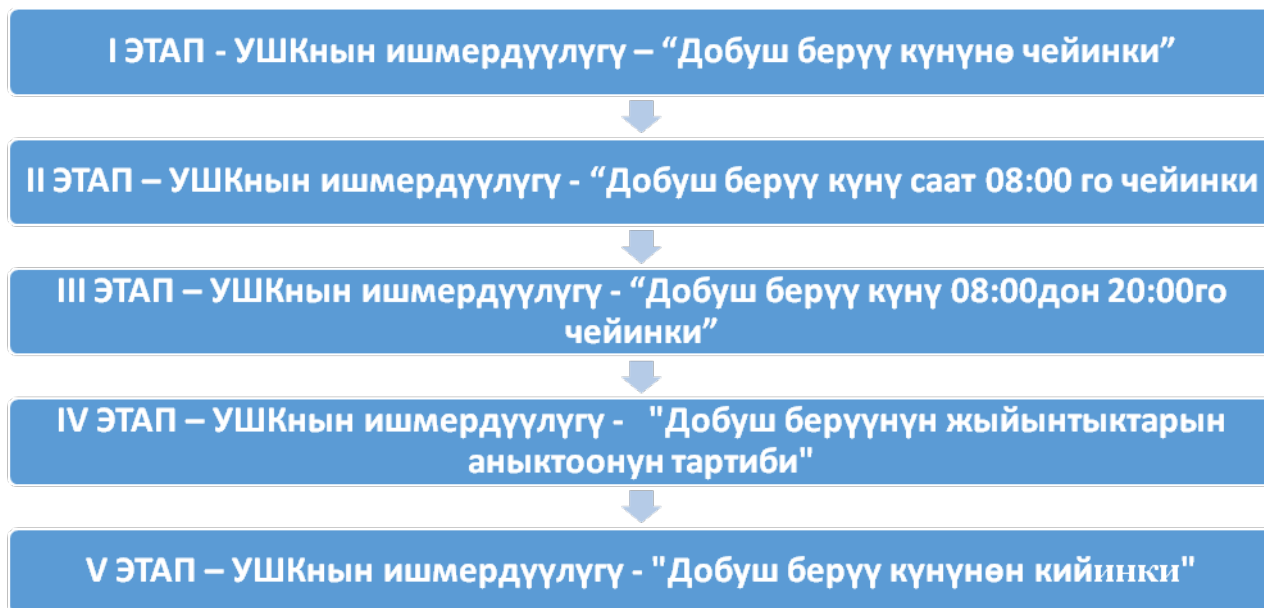 I ЭТАП - УШКнын ишмердүүлүгү – “Добуш берүү күнүнө чейинки”
II ЭТАП – УШКнын ишмердүүлүгү - “Добуш берүү күнү саат 08:00 го чейинки
III ЭТАП – УШКнын ишмердүүлүгү - “Добуш берүү күнү 08:00дон 20:00го
чейинки”
IV ЭТАП – УШКнын ишмердүүлүгү - "Добуш берүүнүн жыйынтыктарын
аныктоонун тартиби"
V ЭТАП – УШКнын ишмердүүлүгү - "Добуш берүү күнүнөн кийинки"